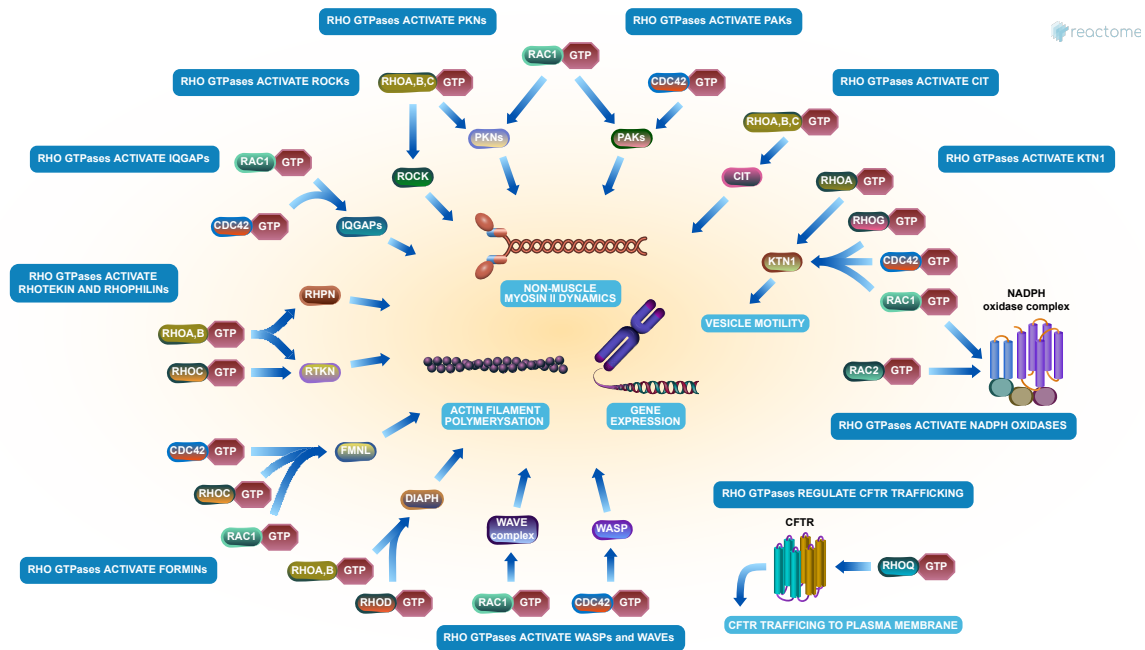 RHO GTPases ACTIVATE PKNs
RHO GTPases ACTIVATE PAKs
reactome
RAC1 GTP
RHO GTPases ACTIVATE ROCKs
RHOA,B,C GTP
CDC42 GTP
RHO GTPases ACTIVATE CIT
RHOA,B,C GTP
PKNs
PAKs
RHO GTPases ACTIVATE IQGAPs
RAC1 GTP
RHO GTPases ACTIVATE KTN1
ROCK
CIT
RHOA GTP
CDC42 GTP
IQGAPs
RHOG GTP
KTN1
CDC42 GTP
RHO GTPases ACTIVATE
RHOTEKIN AND RHOPHILINs
RHPN
NON-MUSCLE
MYOSIN II DYNAMICS
RAC1 GTP
NADPH
oxidase complex
VESICLE MOTILITY
RHOA,B GTP
RHOC GTP
RTKN
RAC2 GTP
ACTIN FILAMENT
POLYMERYSATION
GENE
EXPRESSION
RHO GTPases ACTIVATE NADPH OXIDASES
CDC42 GTP
FMNL
RHOC GTP
DIAPH
RHO GTPases REGULATE CFTR TRAFFICKING
RAC1 GTP
WAVE
complex
WASP
CFTR
RHO GTPases ACTIVATE FORMINS
RHOA,B GTP
RHOQ GTP
RHOD GTP
RAC1 GTP
CDC42 GTP
CFTR TRAFFICING TO PLASMA MEMBRANE
RHO GTPases ACTIVATE WASPs and WAVEs